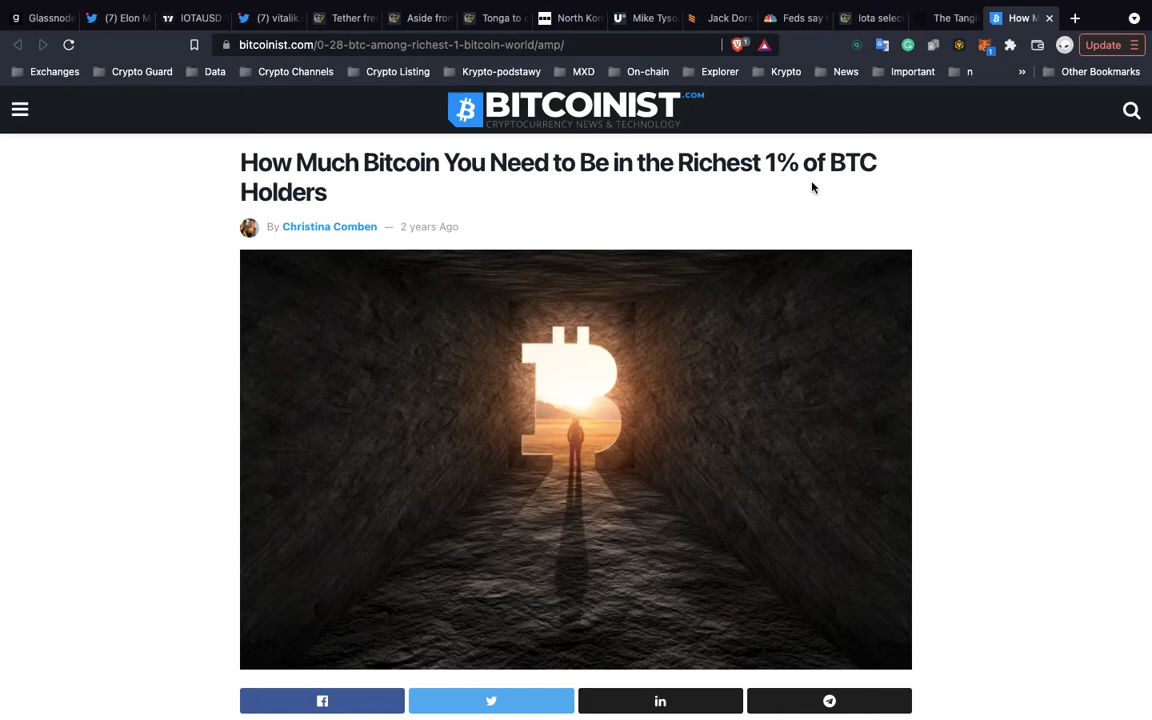 g Glassnode
(7) Elon M
IOTAUSD
(7) vitalik.
Tether fre
Aside from
Tonga to
North Kor
Mike Tyso
Jack Dors
Feds say
Iota select
The Tangl
How M
bitcoinist.com/0-28-btc-among-richest-1-bitcoin-world/amp/
1
1
Update
Exchanges
Crypto Guard
Data
Crypto Channels
Crypto Listing
Krypto-podstawy
MXD
On-chain
Explorer
Krypto
News
Important
n
»
Other Bookmarks
BITCOINIST.COM
CRYPTOCURRENCY NEWS & TECHNOLOGY
How Much Bitcoin You Need to Be in the Richest 1% of BTC
Holders
By Christina Comben — 2 years Ago